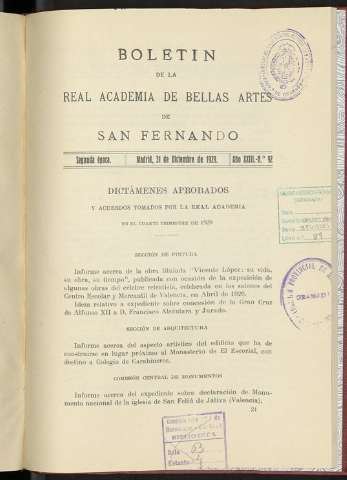 BOLETIN
DE LA
REAL ACADEMIA DE BELLAS ARTES
DE
SAN FERNANDO
Segunda época. Madrid, 31 de Diciembre de 1929. Año XXIII.-N.º 92
DICTÁMENES APROBADOS
Y ACUERDOS TOMADOS POR LA REAL ACADEMIA
EN EL CUARTO TRIMESTRE DE 1929
SECCIÓN DE PINTURA
Informe acerca de la obra titulada "Vicente López: su vida,
su obra, su tiempo", publicada con ocasión de la exposición de
algunas obras del célebre retratista, celebrada en los salones del
Centro Escolar y Mercantil de Valencia, en Abril de 1926.
Idem relativo a expediente sobre concesión de la Gran Cruz
de Alfonso XII a D. Francisco Alcántara y Jurado.
SECCIÓN DE ARQUITECTURA
Informe acerca del aspecto artístico del edificio que ha de
construirse en lugar próximo al Monasterio de El Escorial, con
destino a Colegio de Carabineros.
COMISIÓN CENTRAL DE MONUMENTOS
Informe acerca del expediente sobre declaración de Monu-
mento nacional de la iglesia de San Feliú de Játiva (Valencia).
24
BIBLIOTECA
Sala
Estante